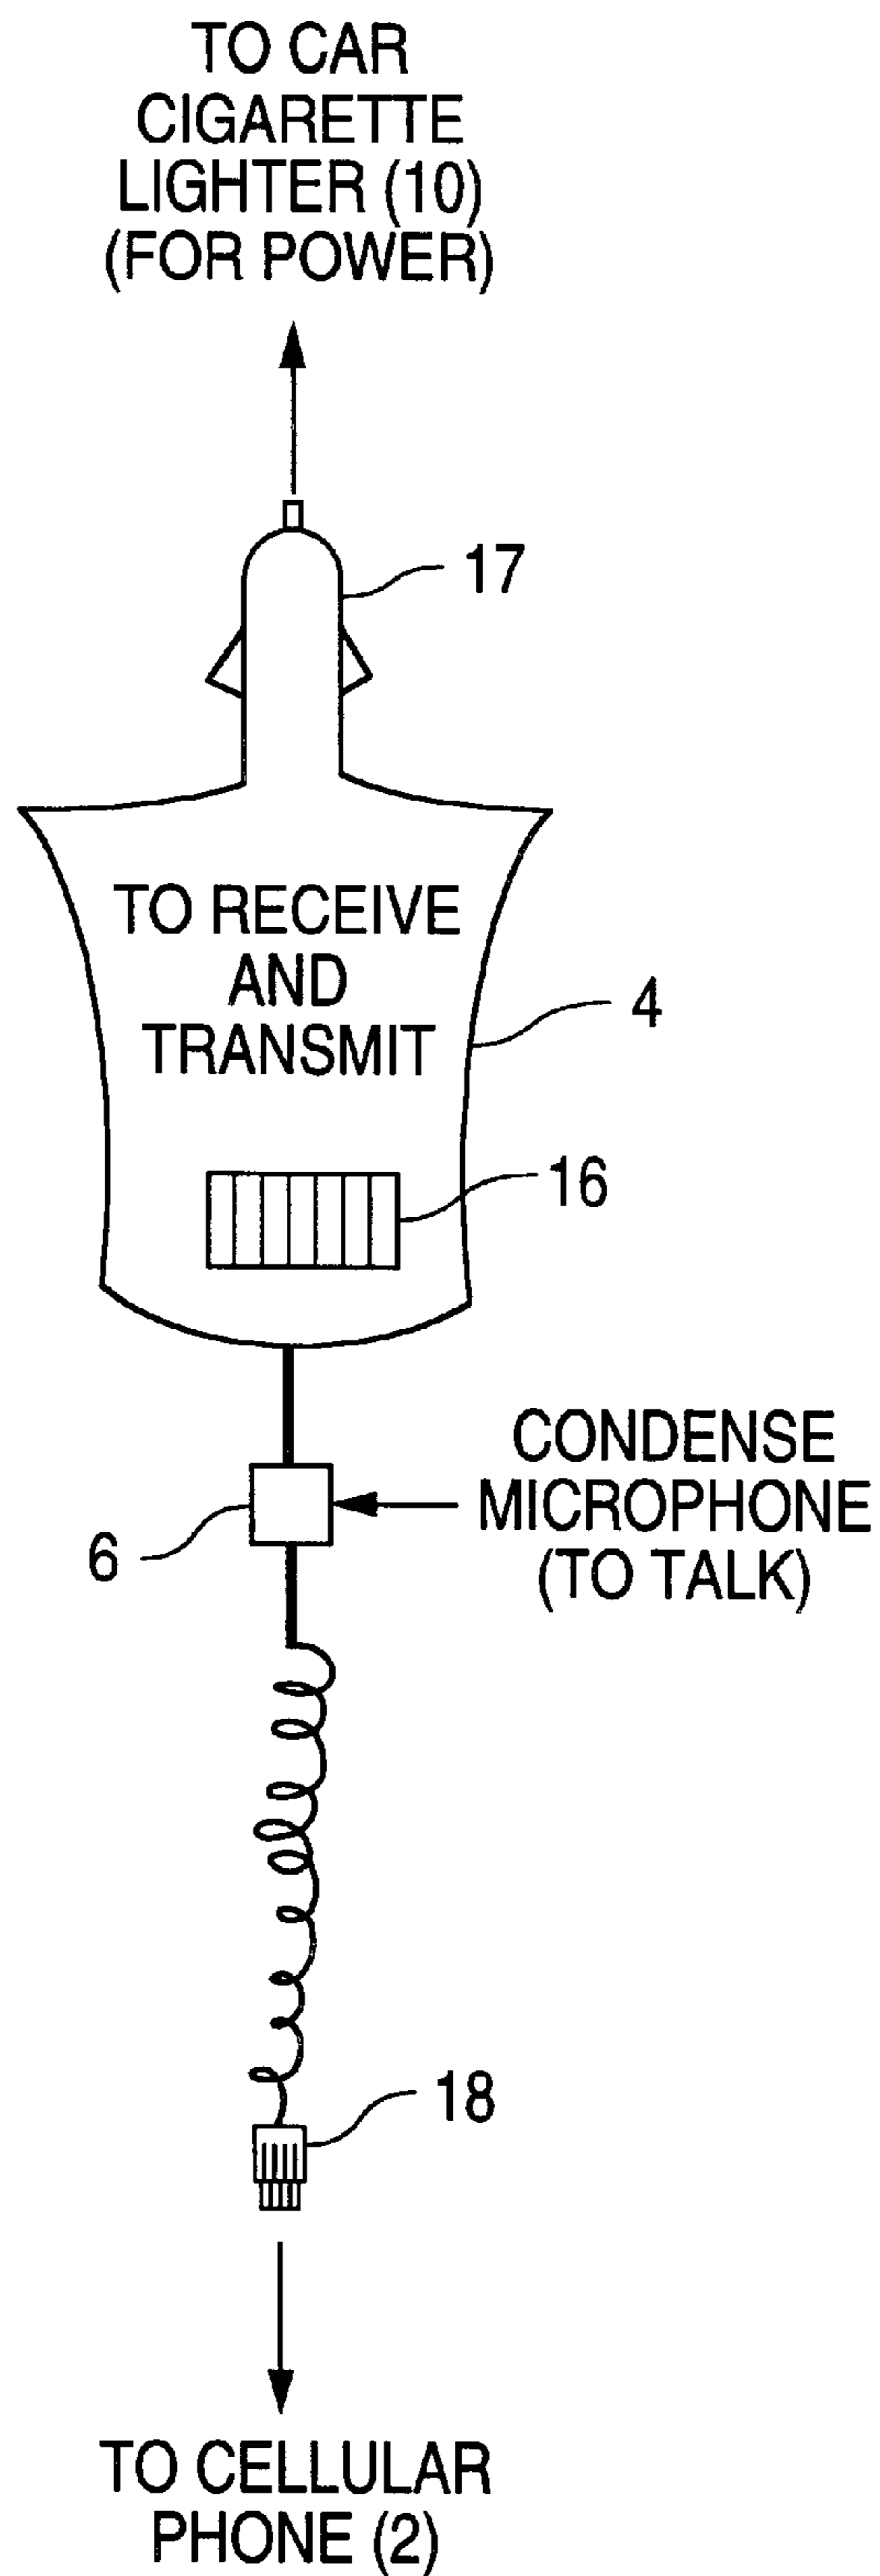 TO CAR
CIGARETTE
LIGHTER (10)
(FOR POWER)
17
TO RECEIVE
AND
TRANSMIT
4
16
CONDENSE
MICROPHONE
(TO TALK)
6
18
TO CELLULAR
PHONE (2)